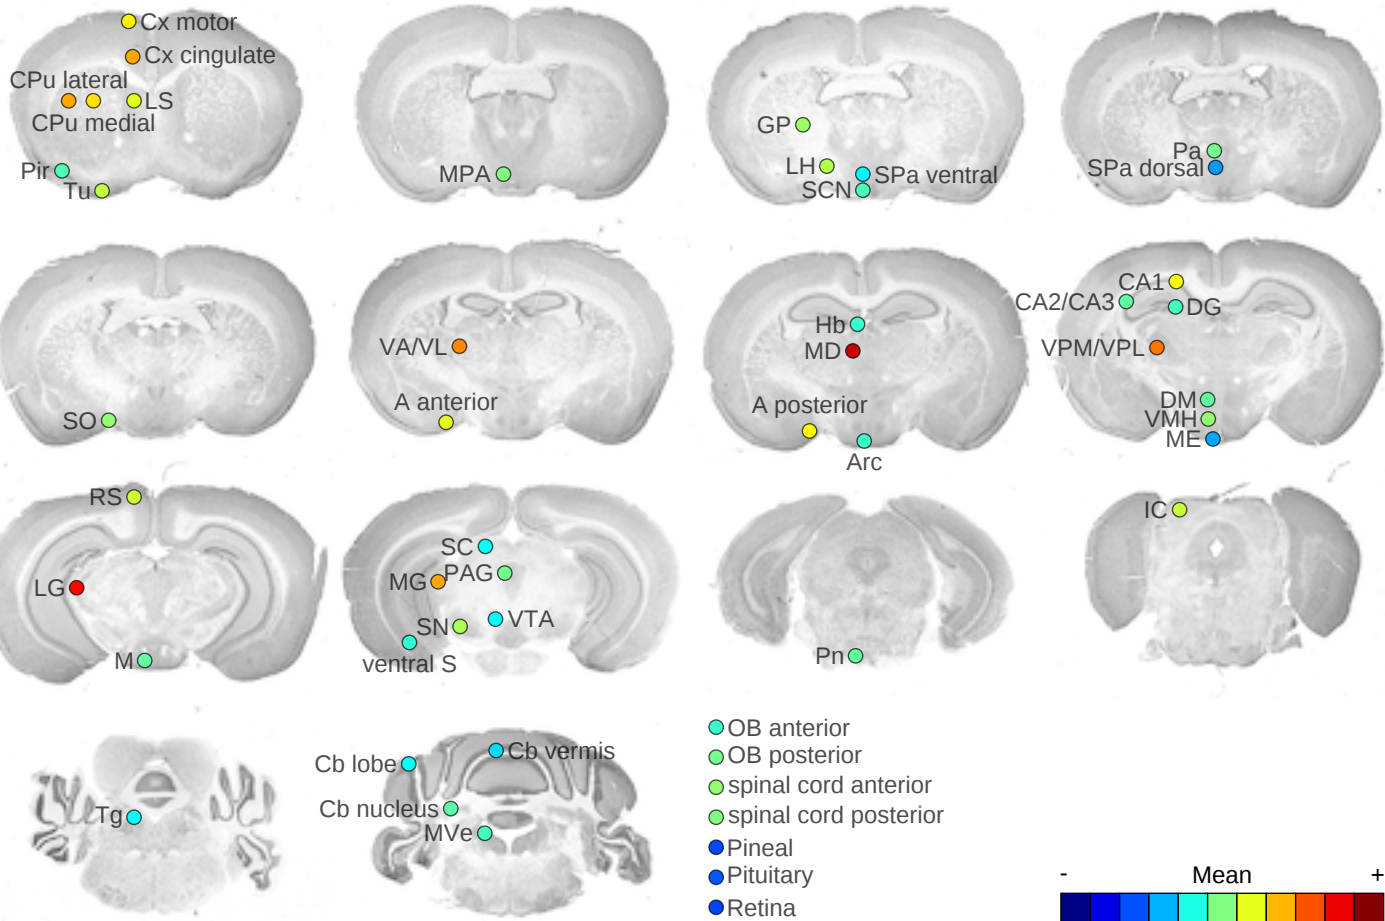 Cx motor
Cx cingulate
CPu lateral
LS
CPu medial
Pir
Tu
MPA
GP
LH
SPa ventral
SCN
Pa
SPa dorsal
SO
VA/VL
A anterior
Hb
MD
A posterior
Arc
CA1
CA2/CA3
DG
VPM/VPL
DM
VMH
ME
RS
LG
M
SC
MG
PAG
SN
VTA
ventral S
Pn
IC
Tg
Cb lobe
Cb vermis
Cb nucleus
MVe
OB anterior
OB posterior
spinal cord anterior
spinal cord posterior
Pineal
Pituitary
Retina
- Mean +